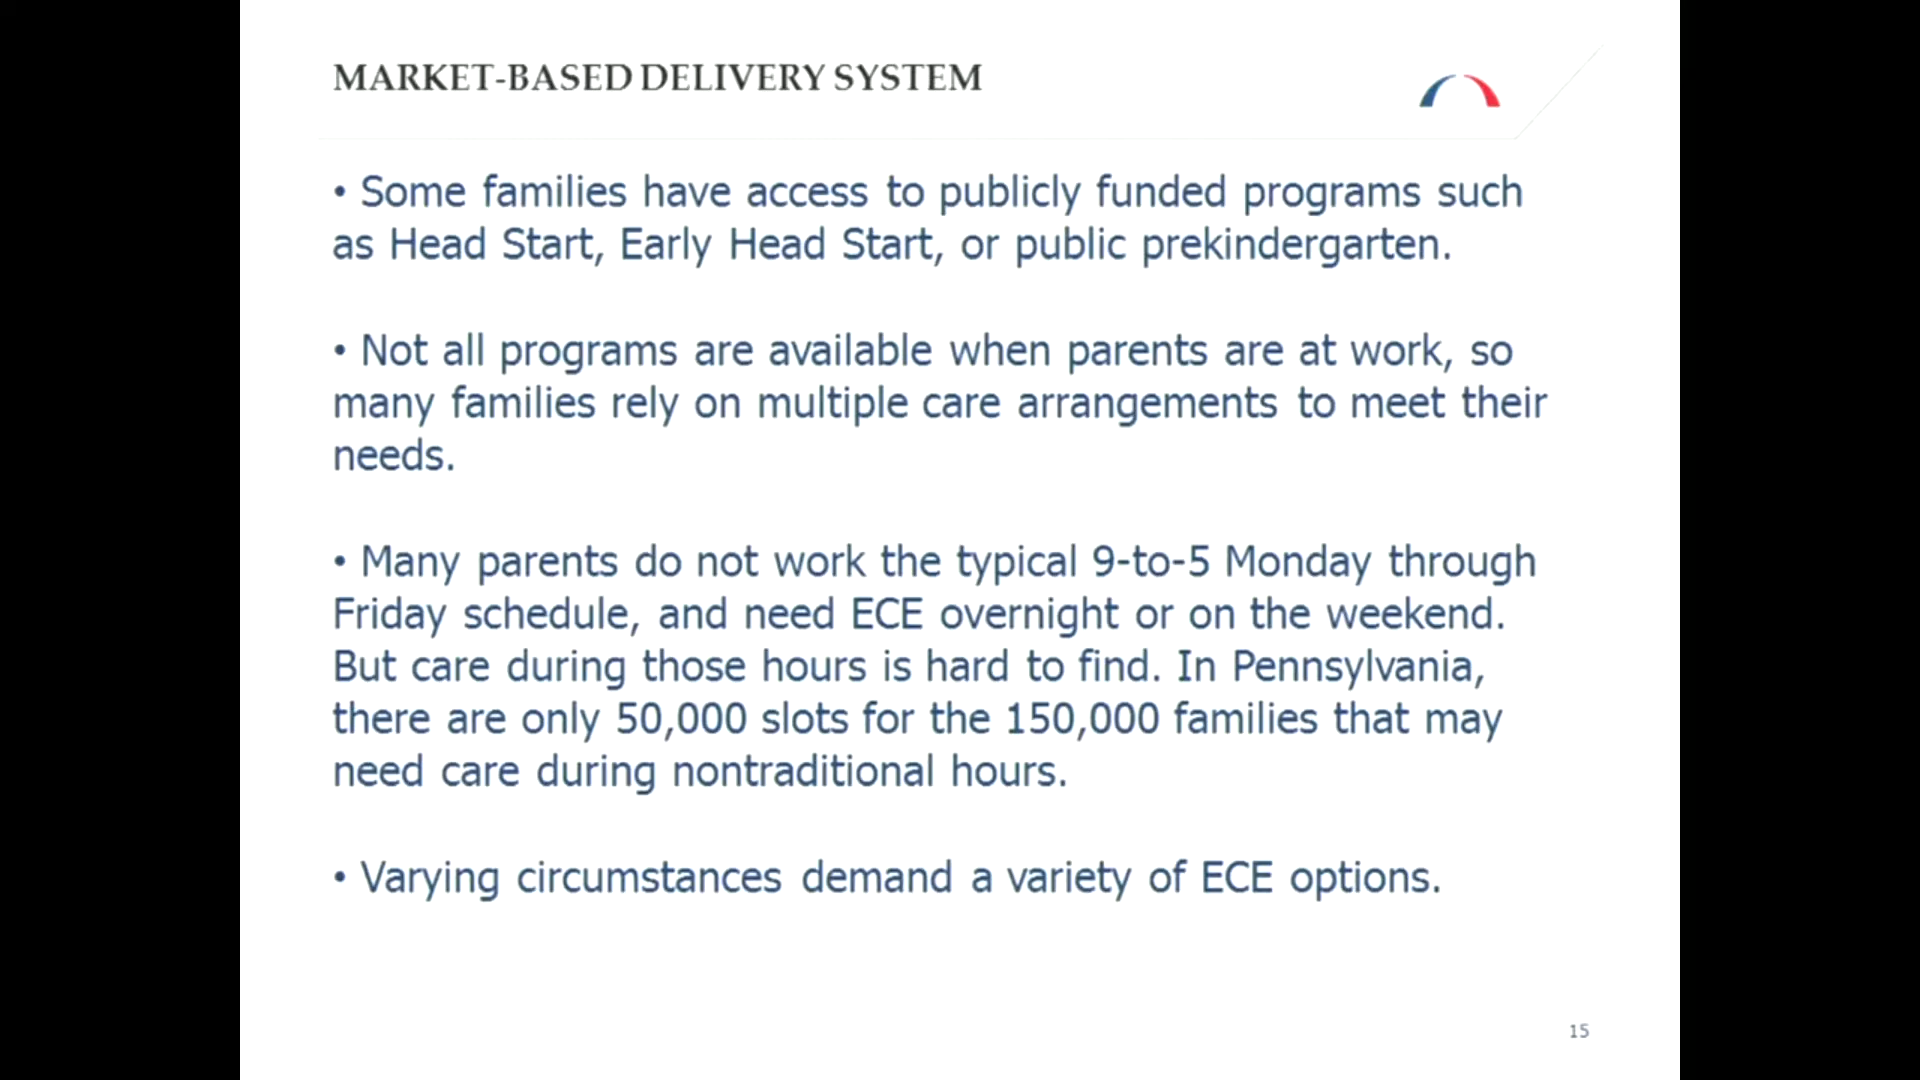 MARKET-BASED DELIVERY SYSTEM
• Some families have access to publicly funded programs such
as Head Start, Early Head Start, or public prekindergarten.
• Not all programs are available when parents are at work, so
many families rely on multiple care arrangements to meet their
needs.
• Many parents do not work the typical 9-to-5 Monday through
Friday schedule, and need ECE overnight or on the weekend.
But care during those hours is hard to find. In Pennsylvania,
there are only 50,000 slots for the 150,000 families that may
need care during nontraditional hours.
• Varying circumstances demand a variety of ECE options.
15